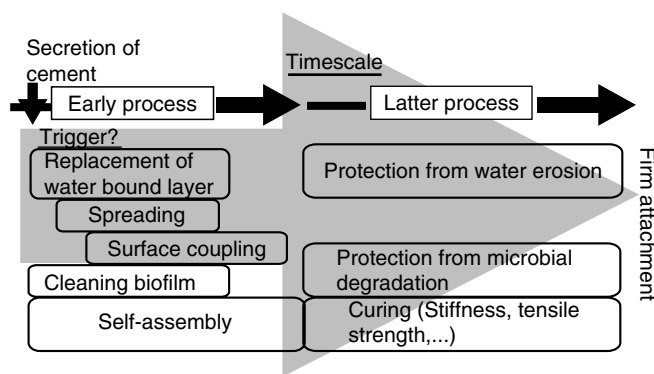 Secretion of
cement
Timescale
Early process
Latter process
Trigger?
Replacement of
water bound layer
Protection from water erosion
Spreading
Surface coupling
Protection from microbial
degradation
Cleaning biofilm
Self-assembly
Curing (Stiffness, tensile
strength,...)
Firm attachment